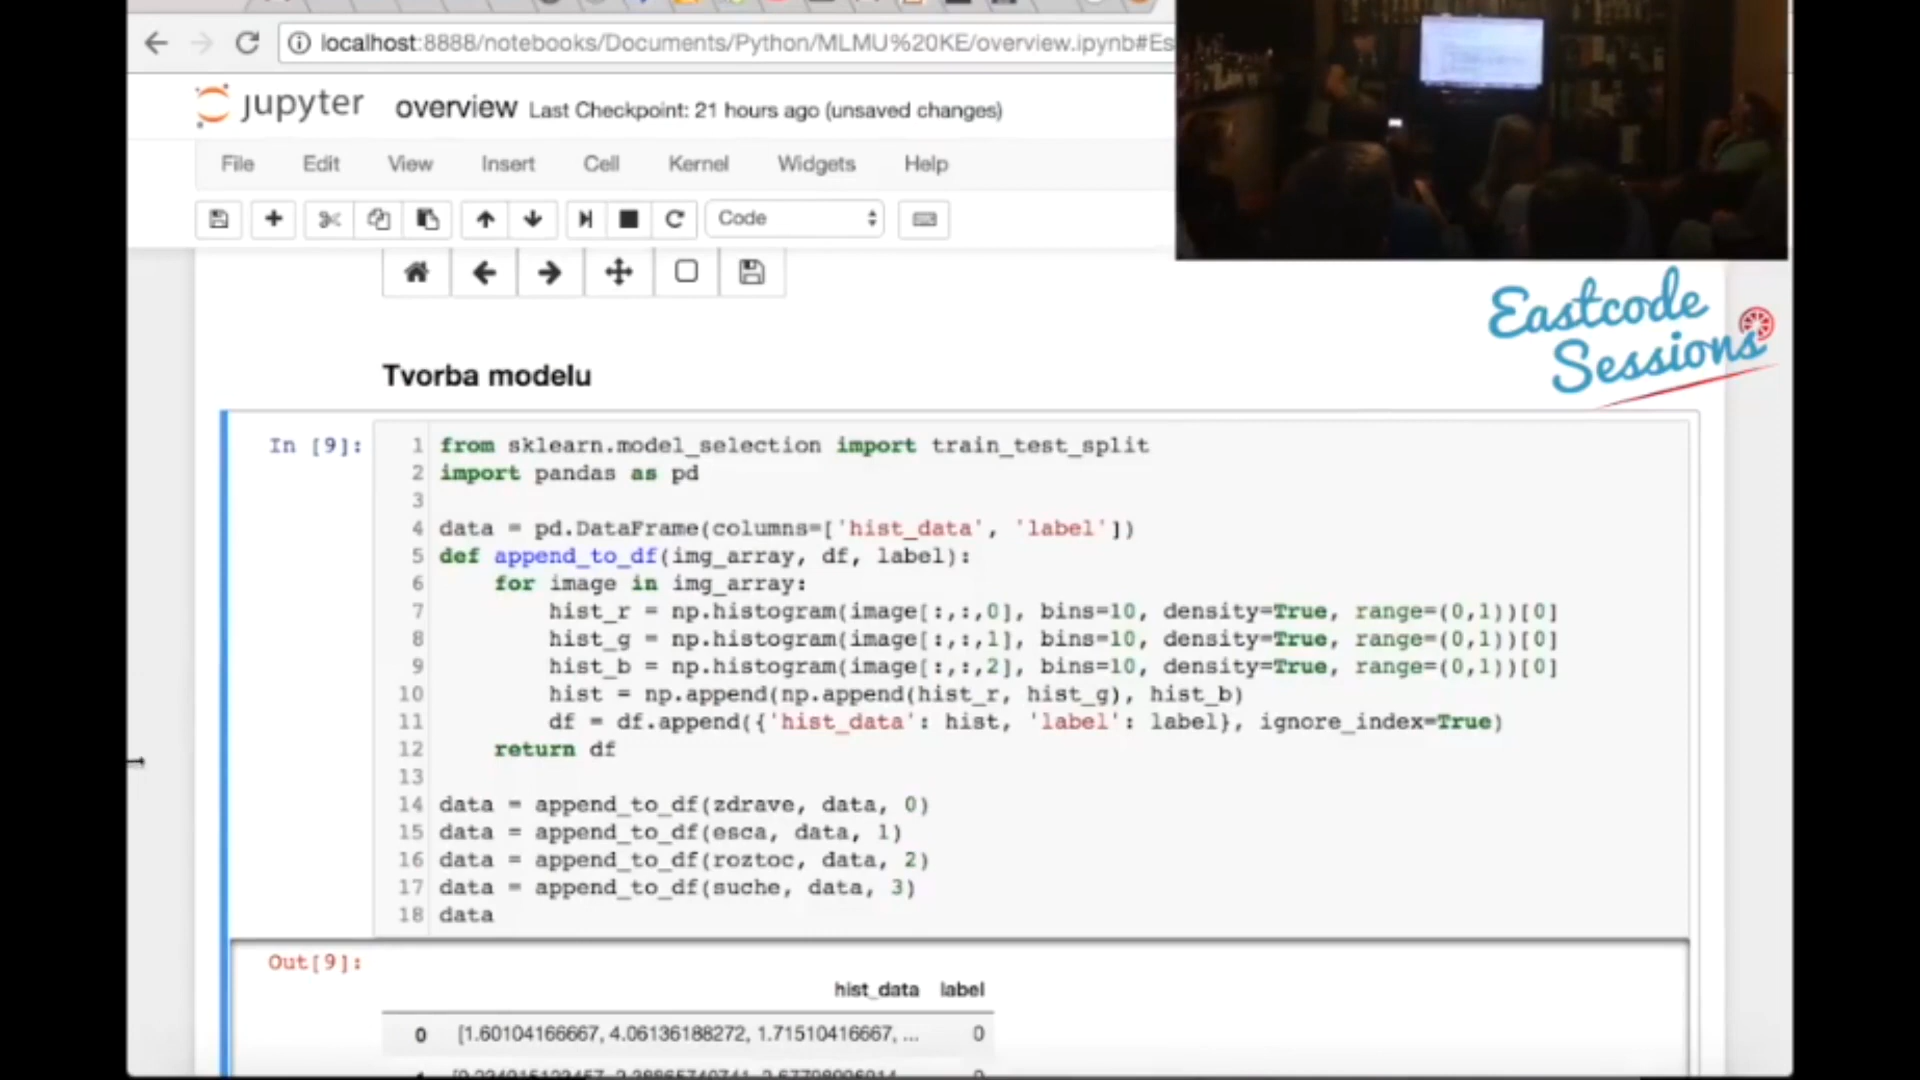 localhost:8888/notebooks/Documents/Python/MLMU%20KE/overview.ipynb#Es
jupyter overview Last Checkpoint: 21 hours ago (unsaved changes)
File Edit View Insert Cell Kernel Widgets Help
Code
Eastcode
Sessions
Tvorba modelu
In [9]:
1 from sklearn.model_selection import train_test_split
2 import pandas as pd
3
4 data = pd.DataFrame(columns=['hist_data', 'label'])
5 def append_to_df(img_array, df, label):
6     for image in img_array:
7         hist_r = np.histogram(image[:,:,0], bins=10, density=True, range=(0,1))[0]
8         hist_g = np.histogram(image[:,:,1], bins=10, density=True, range=(0,1))[0]
9         hist_b = np.histogram(image[:,:,2], bins=10, density=True, range=(0,1))[0]
10         hist = np.append(np.append(hist_r, hist_g), hist_b)
11         df = df.append({'hist_data': hist, 'label': label}, ignore_index=True)
12     return df
13
14 data = append_to_df(zdrave, data, 0)
15 data = append_to_df(esca, data, 1)
16 data = append_to_df(roztoc, data, 2)
17 data = append_to_df(suche, data, 3)
18 data
Out[9]:
hist_data label
0 [1.60104166667, 4.06136188272, 1.71510416667, ... 0